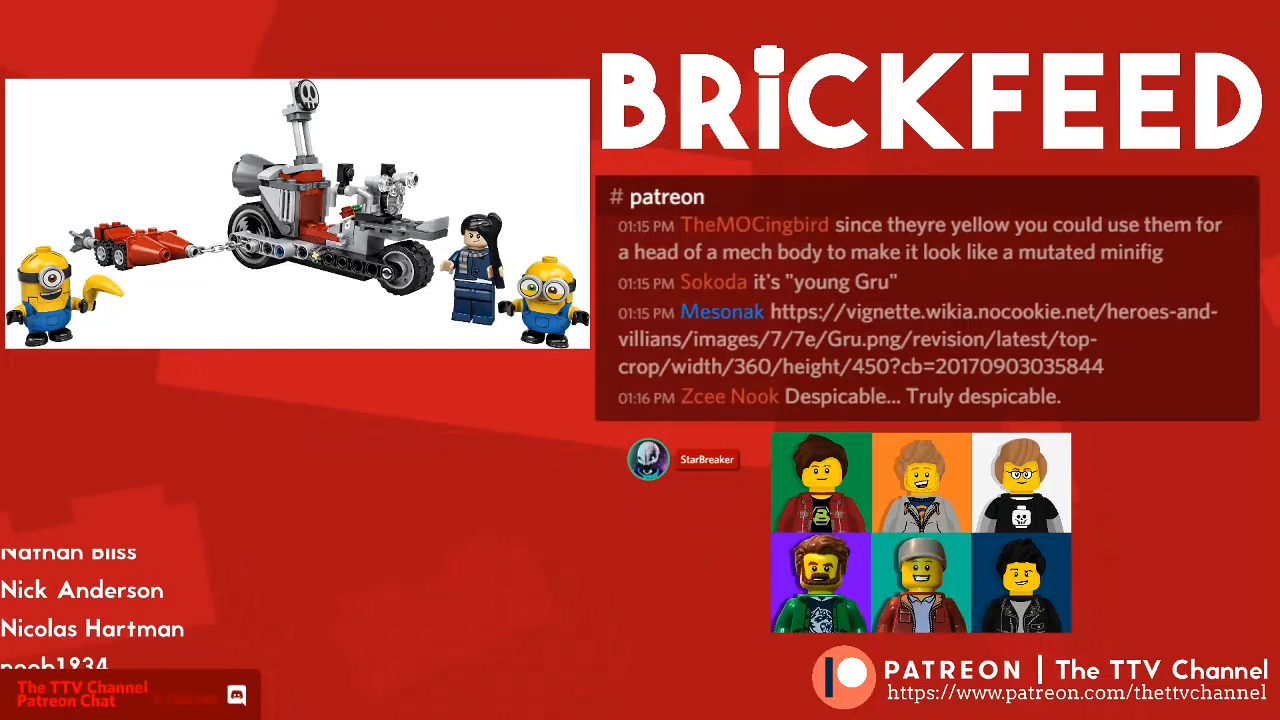 BRiCKFEED
# patreon
01:15 PM TheMOCingbird since theyre yellow you could use them for
a head of a mech body to make it look like a mutated minifig
01:15 PM Sokoda it's "young Gru"
01:15 PM Mesonak https://vignette.wikia.nocookie.net/heroes-and-
villians/images/7/7e/Gru.png/revision/latest/top-
crop/width/360/height/450?cb=20170903035844
01:16 PM Zcee Nook Despicable... Truly despicable.
StarBreaker
Nathan Bliss
Nick Anderson
Nicolas Hartman
noob1234
The TTV Channel
Patreon Chat
PATREON | The TTV Channel
https://www.patreon.com/thettvchannel